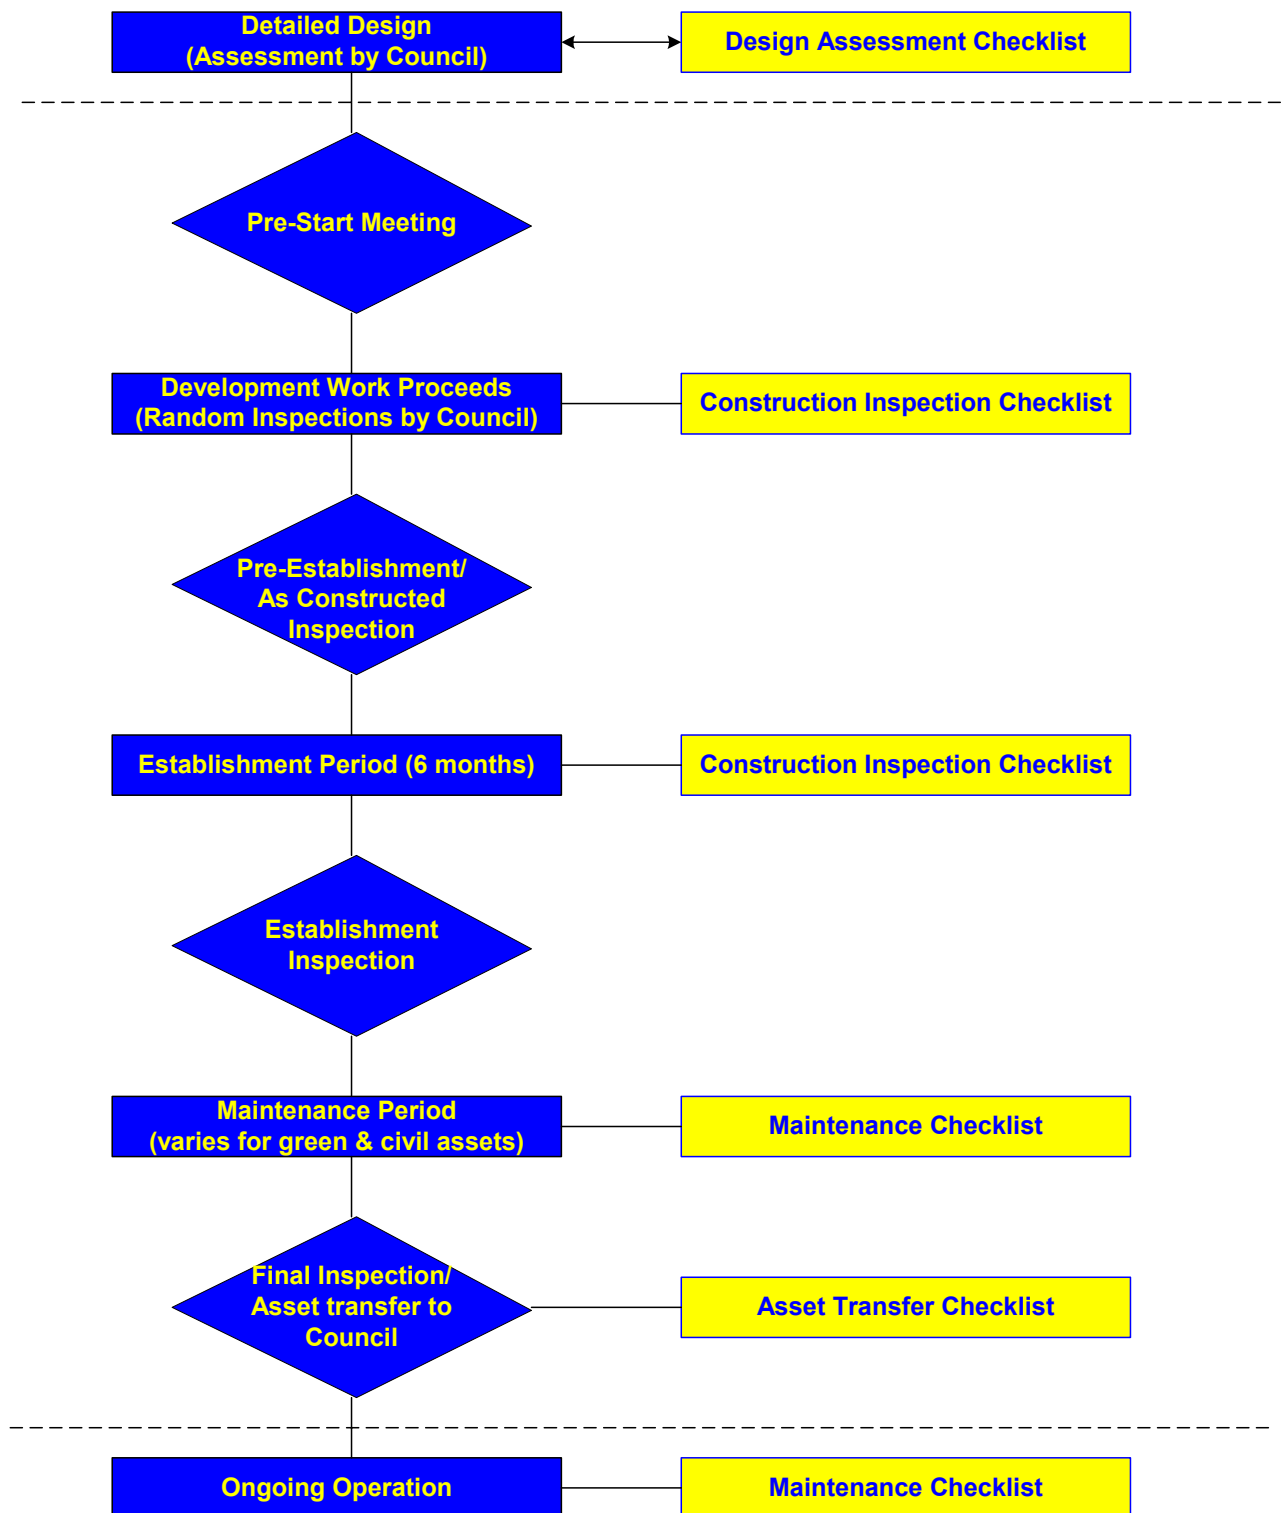 Detailed Design
(Assessment by Council)
Design Assessment Checklist
Pre-Start Meeting
Development Work Proceeds
(Random Inspections by Council)
Construction Inspection Checklist
Pre-Establishment/
As Constructed
Inspection
Establishment Period (6 months)
Construction Inspection Checklist
Establishment
Inspection
Maintenance Period
(varies for green & civil assets)
Maintenance Checklist
Final Inspection/
Asset transfer to
Council
Asset Transfer Checklist
Ongoing Operation
Maintenance Checklist